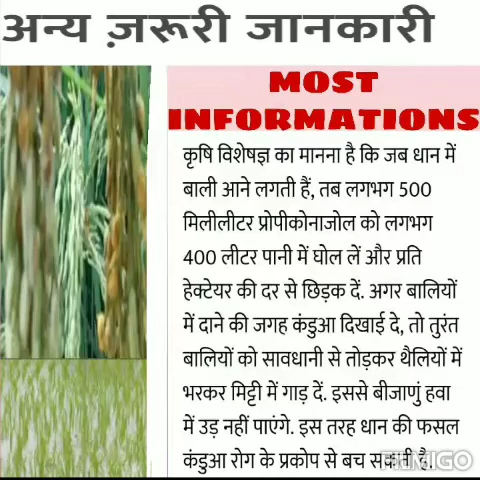 अन्य ज़रूरी जानकारी
MOST
INFORMATIONS
कृषि विशेषज्ञ का मानना है कि जब धान में
बाली आने लगती हैं, तब लगभग 500
मिलीलीटर प्रोपीकोनाजोल को लगभग
400 लीटर पानी में घोल लें और प्रति
हेक्टेयर की दर से छिड़क दें. अगर बालियों
में दाने की जगह कंडुआ दिखाई दे, तो तुरंत
बालियों को सावधानी से तोड़कर थैलियों में
भरकर मिट्टी में गाड़ दें. इससे बीजाणुं हवा
में उड़ नहीं पाएंगे. इस तरह धान की फसल
कंडुआ रोग के प्रकोप से बच सकती है.
FILMIGO